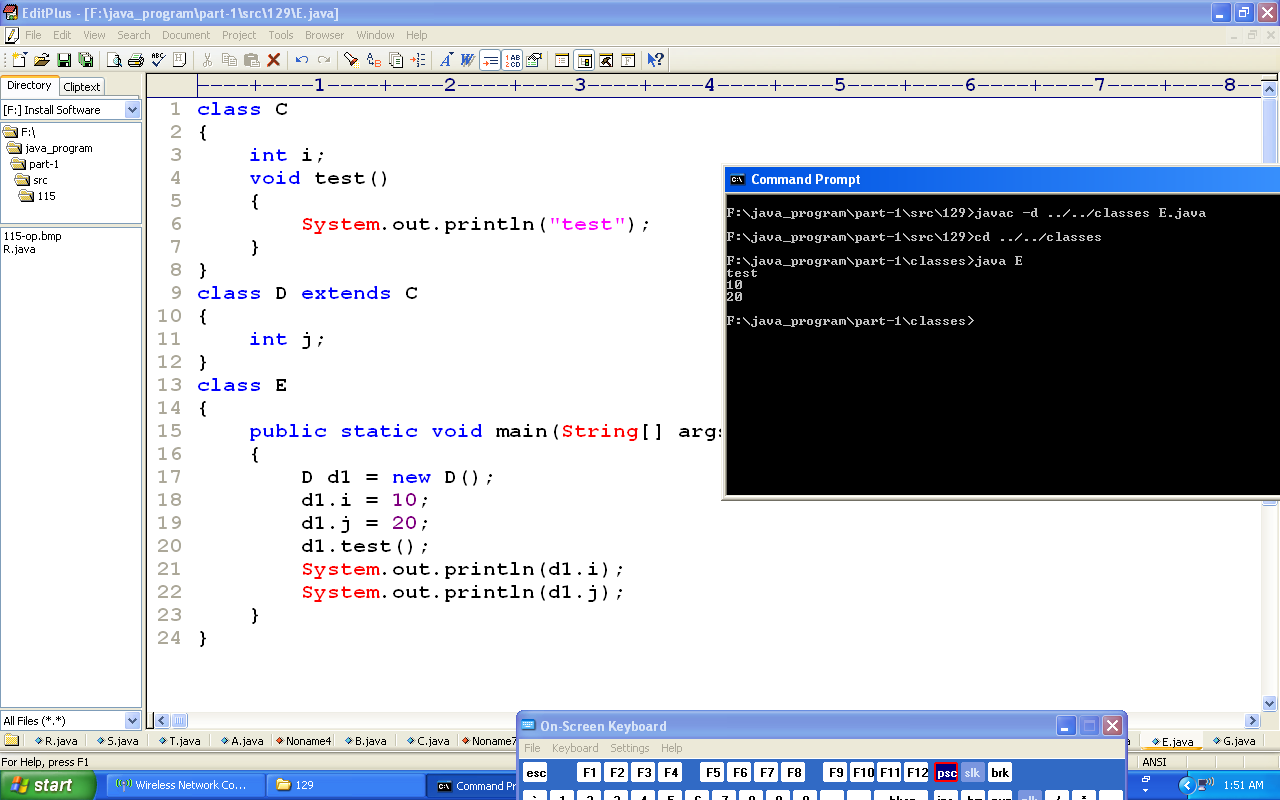 EditPlus - [F:\java_program\part-1\src\129\E.java]
File Edit View Search Document Project Tools Browser Window Help
Directory Cliptext
[F:] Install Software
F:\
java_program
part-1
src
115
115-op.bmp
R.java
All Files (*.*)
----+----1----+----2----+----3----+----4----+----5----+----6----+----7----+----8--
1 class C
2 {
3 int i;
4 void test()
5 {
6 System.out.println("test");
7 }
8 }
9 class D extends C
10 {
11 int j;
12 }
13 class E
14 {
15 public static void main(String[] args
16 {
17 D d1 = new D();
18 d1.i = 10;
19 d1.j = 20;
20 d1.test();
21 System.out.println(d1.i);
22 System.out.println(d1.j);
23 }
24 }
Command Prompt
F:\java_program\part-1\src\129>javac -d ../../classes E.java
F:\java_program\part-1\src\129>cd ../../classes
F:\java_program\part-1\classes>java E
test
10
20
F:\java_program\part-1\classes>
R.java S.java T.java A.java Noname4 B.java C.java Noname7 E.java G.java
For Help, press F1
ANSI
On-Screen Keyboard
File Keyboard Settings Help
esc F1 F2 F3 F4 F5 F6 F7 F8 F9 F10 F11 F12 psc slk brk
start Wireless Network Co... 129 Command Pr
1:51 AM